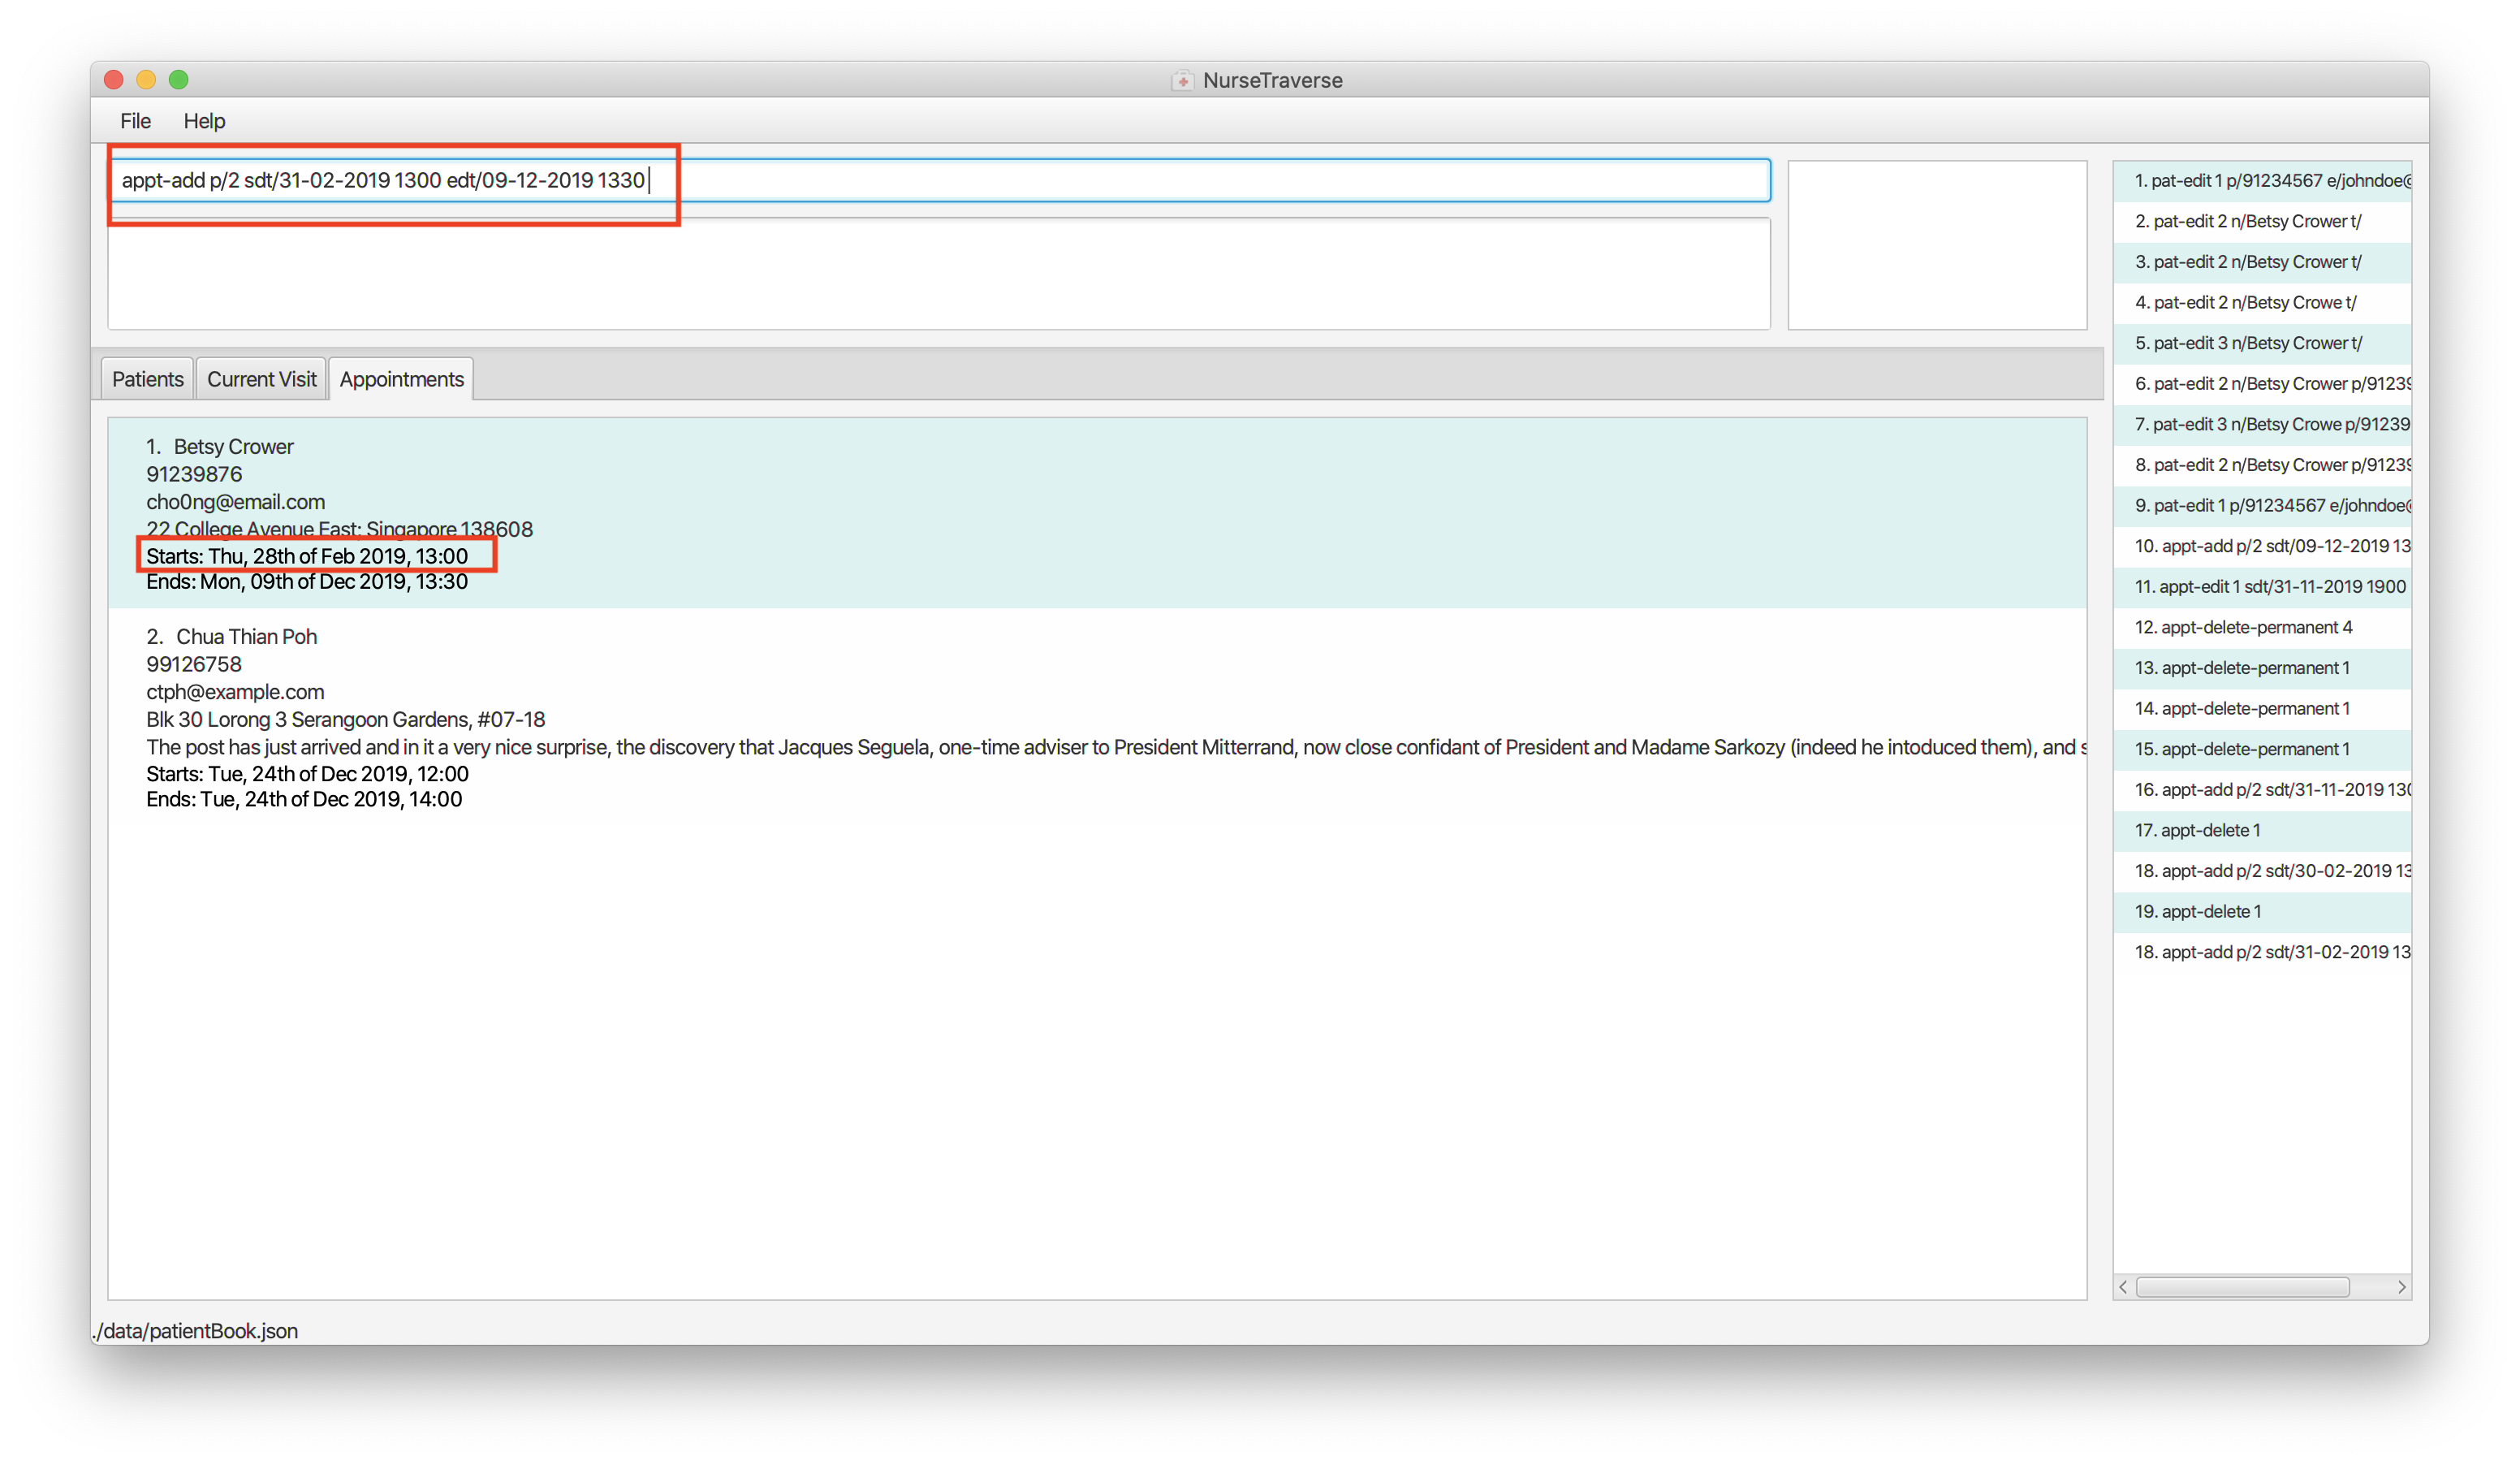 NurseTraverse
File Help
appt-add p/2 sdt/31-02-2019 1300 edt/09-12-2019 1330
Patients Current Visit Appointments
1. Betsy Crower
91239876
cho0ng@email.com
22 College Avenue East; Singapore 138608
Starts: Thu, 28th of Feb 2019, 13:00
Ends: Mon, 09th of Dec 2019, 13:30
2. Chua Thian Poh
99126758
ctph@example.com
Blk 30 Lorong 3 Serangoon Gardens, #07-18
The post has just arrived and in it a very nice surprise, the discovery that Jacques Seguela, one-time adviser to President Mitterrand, now close confidant of President and Madame Sarkozy (indeed he intoduced them), and s
Starts: Tue, 24th of Dec 2019, 12:00
Ends: Tue, 24th of Dec 2019, 14:00
1. pat-edit 1 p/91234567 e/johndoe@
2. pat-edit 2 n/Betsy Crower t/
3. pat-edit 2 n/Betsy Crower t/
4. pat-edit 2 n/Betsy Crowe t/
5. pat-edit 3 n/Betsy Crower t/
6. pat-edit 2 n/Betsy Crower p/91239
7. pat-edit 3 n/Betsy Crowe p/91239
8. pat-edit 2 n/Betsy Crower p/91239
9. pat-edit 1 p/91234567 e/johndoe@
10. appt-add p/2 sdt/09-12-2019 13
11. appt-edit 1 sdt/31-11-2019 1900
12. appt-delete-permanent 4
13. appt-delete-permanent 1
14. appt-delete-permanent 1
15. appt-delete-permanent 1
16. appt-add p/2 sdt/31-11-2019 130
17. appt-delete 1
18. appt-add p/2 sdt/30-02-2019 13
19. appt-delete 1
18. appt-add p/2 sdt/31-02-2019 13
./data/patientBook.json